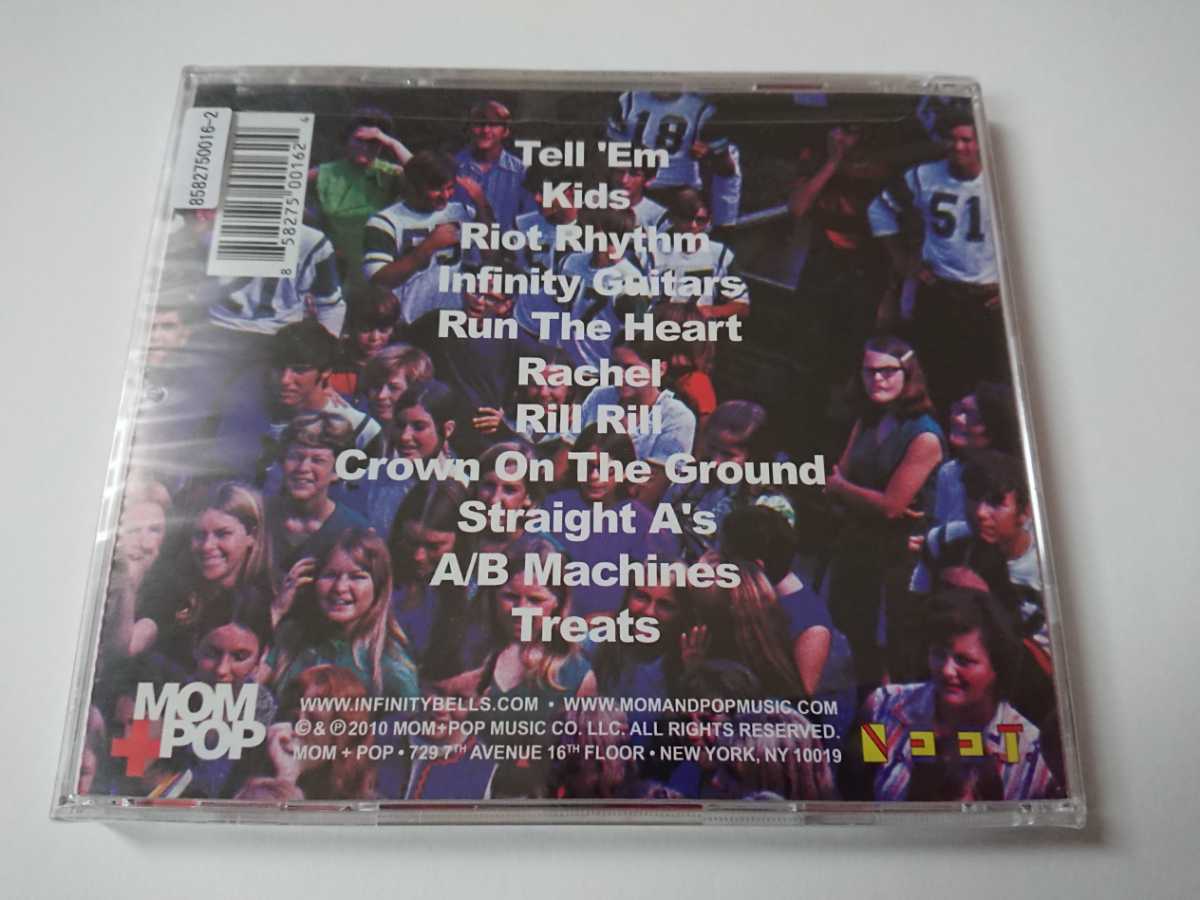 8582750016-2
8 58275 00162 4
18
51
Tell 'Em
Kids
Riot Rhythm
Infinity Guitars
Run The Heart
Rachel
Rill Rill
Crown On The Ground
Straight A's
A/B Machines
Treats
MOM
+POP
WWW.INFINITYBELLS.COM • WWW.MOMANDPOPMUSIC.COM
© & ℗ 2010 MOM+POP MUSIC CO. LLC. ALL RIGHTS RESERVED.
MOM + POP • 729 7TH AVENUE 16TH FLOOR • NEW YORK, NY 10019